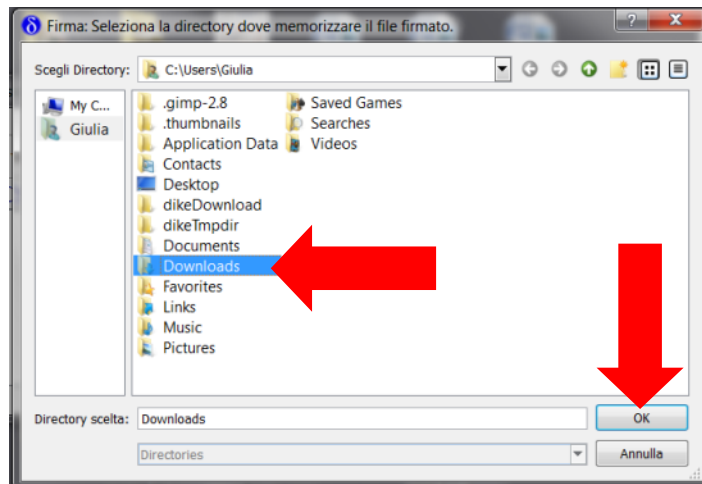 Firma: Seleziona la directory dove memorizzare il file firmato.
Scegli Directory: C:\Users\Giulia
My C...
Giulia
.gimp-2.8
.thumbnails
Application Data
Contacts
Desktop
dikeDownload
dikeTmpdir
Documents
Downloads
Favorites
Links
Music
Pictures
Saved Games
Searches
Videos
Directory scelta: Downloads OK
Directories Annulla